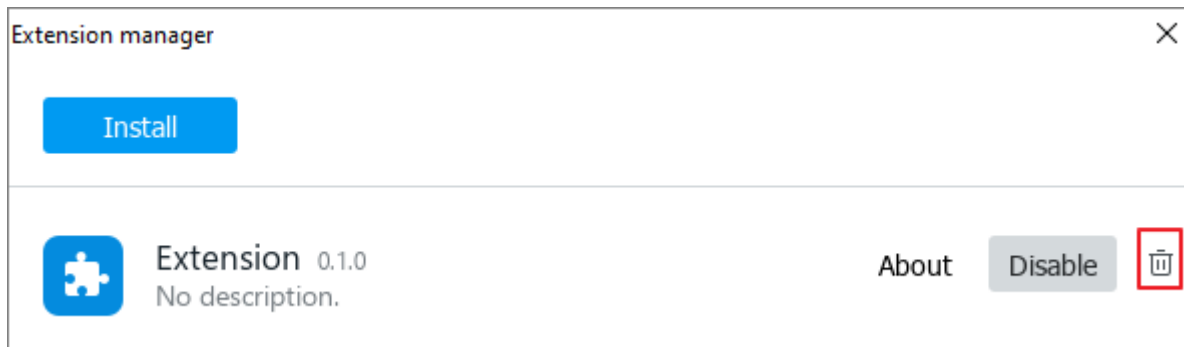 Extension manager
Install
Extension 0.1.0
No description.
About
Disable